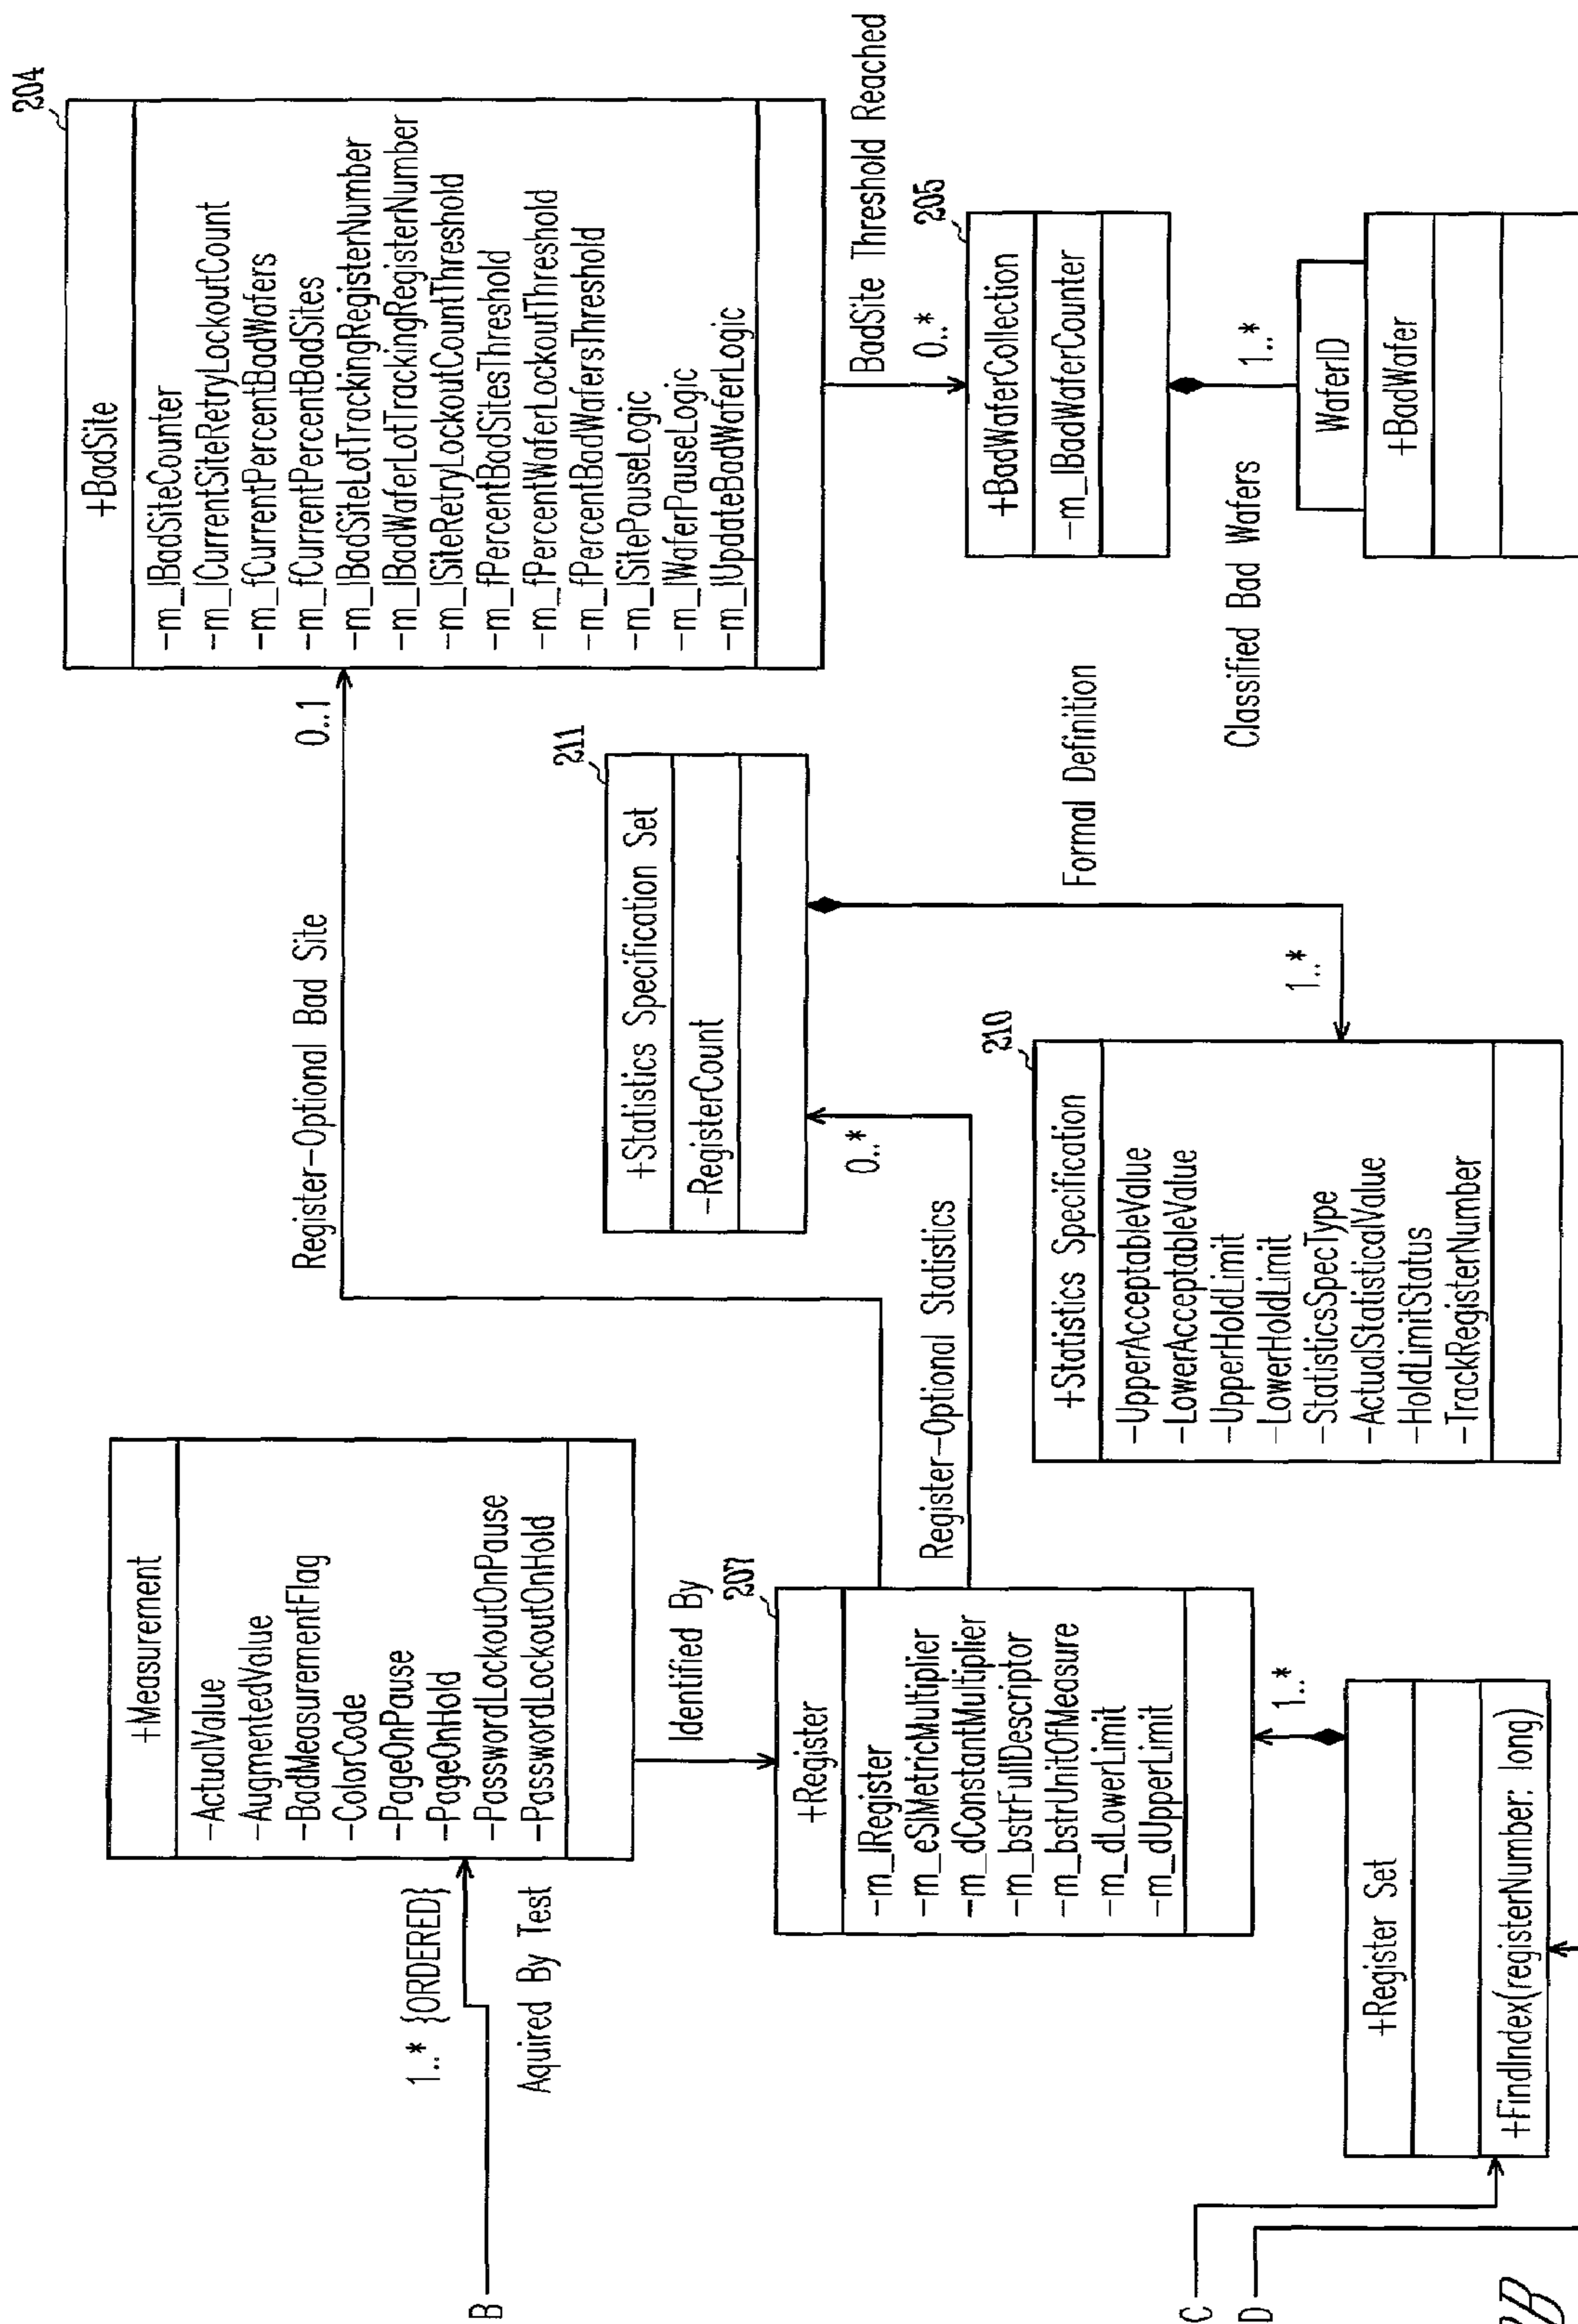 204
+BadSite
-m_lBadSiteCounter
-m_lCurrentSiteRetryLockoutCount
-m_fCurrentPercentBadWafers
-m_fCurrentPercentBadSites
-m_lBadSiteLotTrackingRegisterNumber
-m_lBadWaferLotTrackingRegisterNumber
-m_lSiteRetryLockoutCountThreshold
-m_fPercentBadSitesThreshold
-m_fPercentWaferLockoutThreshold
-m_fPercentBadWafersThreshold
-m_lSitePauseLogic
-m_lWaferPauseLogic
-m_lUpdateBadWaferLogic
BadSite Threshold Reached
0..*
205
+BadWaferCollection
-m_lBadWaferCounter
1..*
Classified Bad Wafers
WaferID
+BadWafer
Register-Optional Bad Site
0..1
211
+Statistics Specification Set
-RegisterCount
0..*
Register-Optional Statistics
Formal Definition
1..*
210
+Statistics Specification
-UpperAcceptableValue
-LowerAcceptableValue
-UpperHoldLimit
-LowerHoldLimit
-StatisticsSpecType
-ActualStatisticalValue
-HoldLimitStatus
-TrackRegisterNumber
+Measurement
-ActualValue
-AugmentedValue
-BadMeasurementFlag
-ColorCode
-PageOnPause
-PageOnHold
-PasswordLockoutOnPause
-PasswordLockoutOnHold
1..* {ORDERED}
Aquired By Test
B
Identified By
207
+Register
-m_lRegister
-m_eSIMetricMultiplier
-m_dConstantMultiplier
-m_bstrFullDescriptor
-m_bstrUnitOfMeasure
-m_dLowerLimit
-m_dUpperLimit
1..*
+Register Set
+FindIndex(registerNumber: long)
C
D